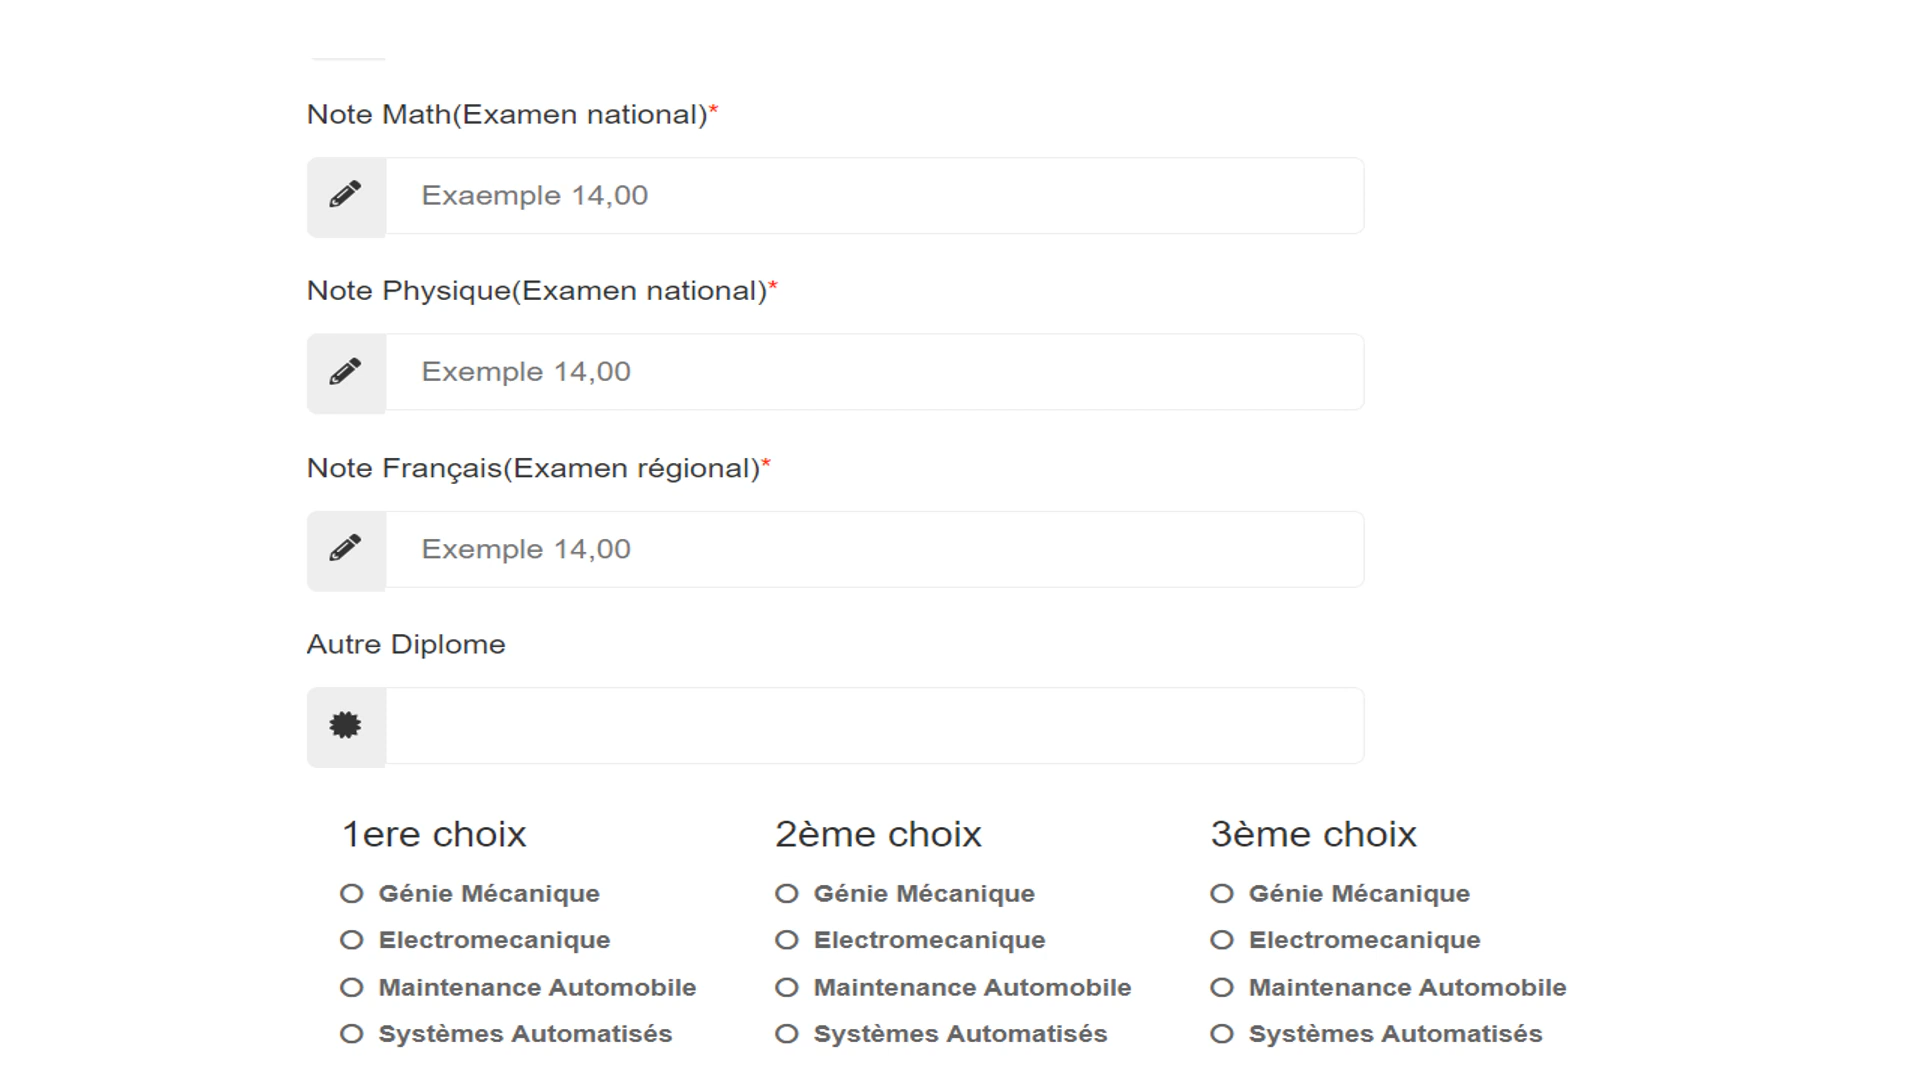 Note Math(Examen national)*
Exaemple 14,00
Note Physique(Examen national)*
Exemple 14,00
Note Français(Examen régional)*
Exemple 14,00
Autre Diplome
1ere choix
Génie Mécanique
Electromecanique
Maintenance Automobile
Systèmes Automatisés
2ème choix
Génie Mécanique
Electromecanique
Maintenance Automobile
Systèmes Automatisés
3ème choix
Génie Mécanique
Electromecanique
Maintenance Automobile
Systèmes Automatisés